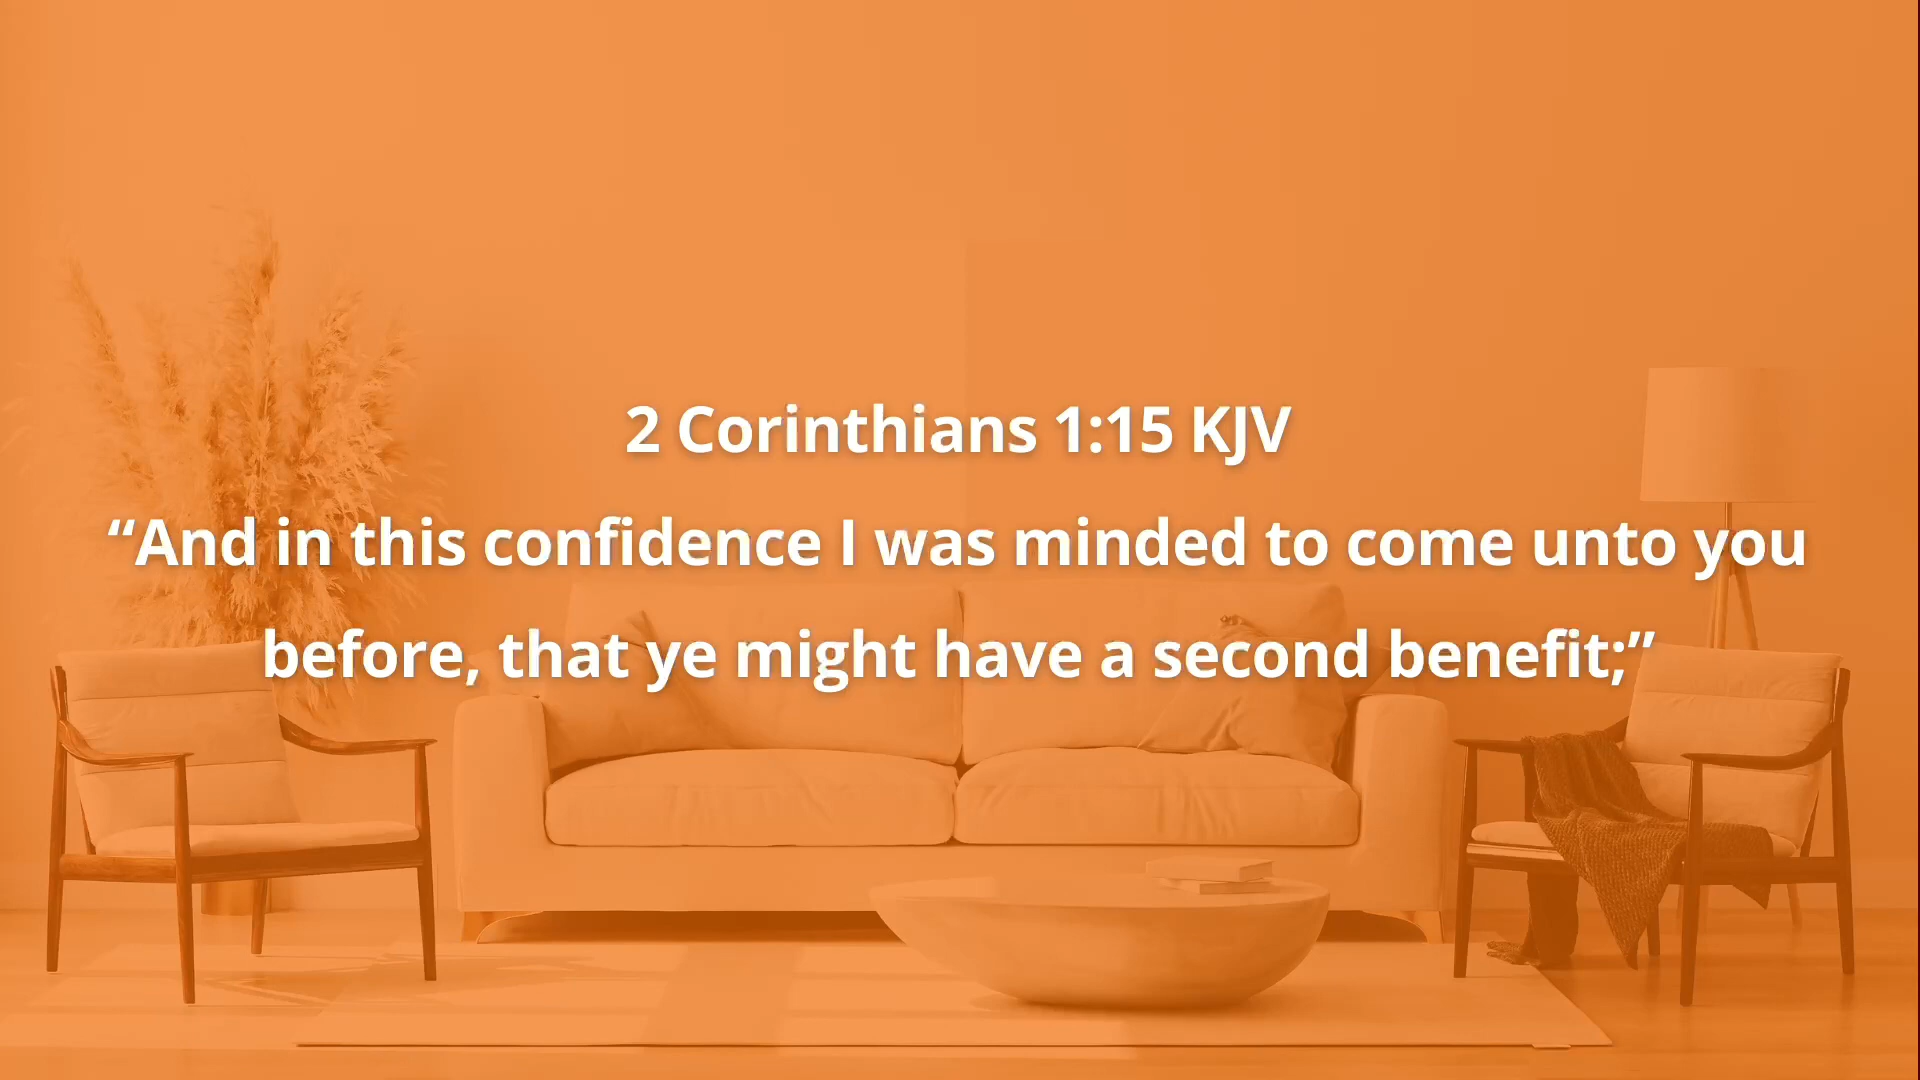 2 Corinthians 1:15 KJV
“And in this confidence I was minded to come unto you
before, that ye might have a second benefit;”